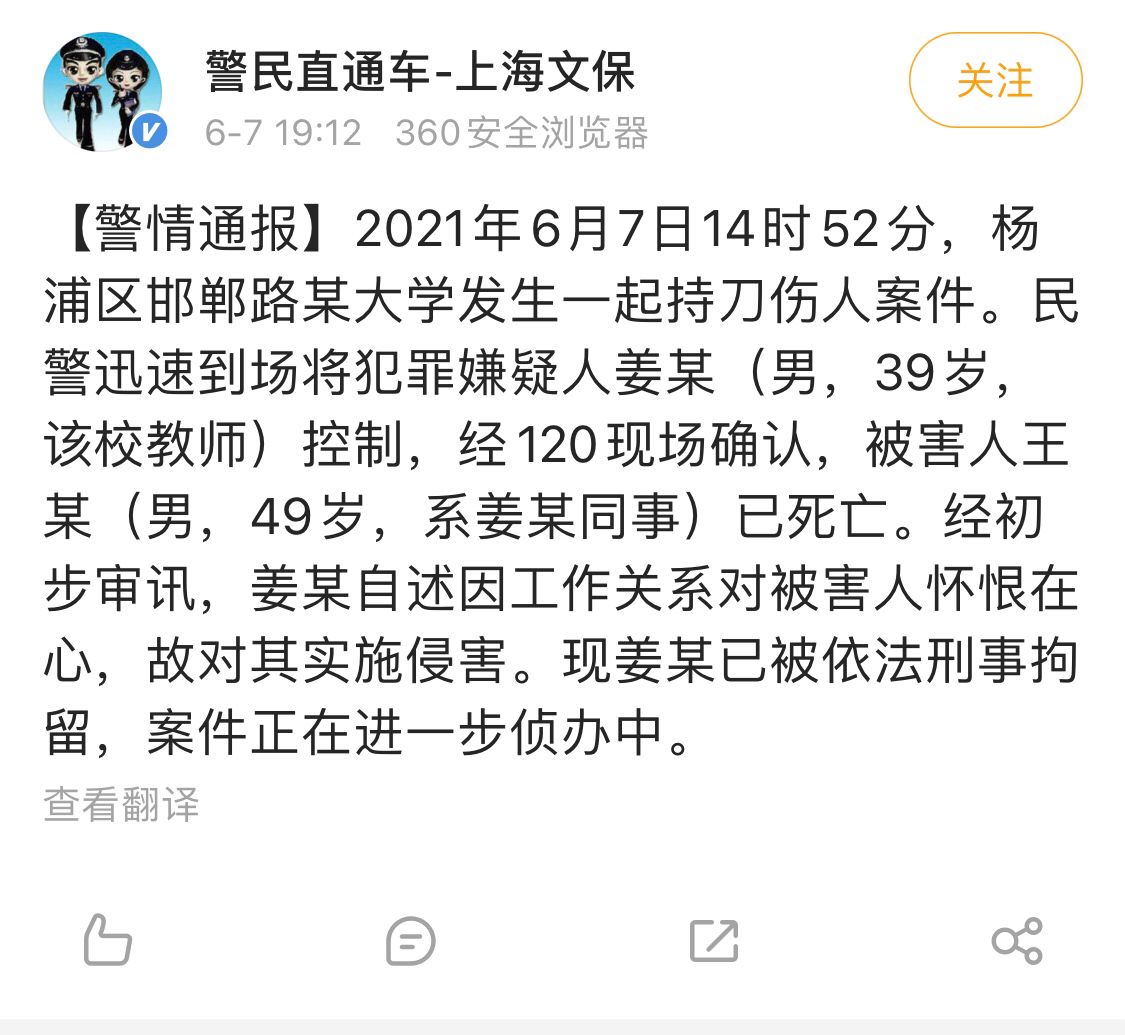 警民直通车-上海文保
关注
6-7 19:12 360安全浏览器
【警情通报】2021年6月7日14时52分，杨
浦区邯郸路某大学发生一起持刀伤人案件。民
警迅速到场将犯罪嫌疑人姜某（男，39岁，
该校教师）控制，经120现场确认，被害人王
某（男，49岁，系姜某同事）已死亡。经初
步审讯，姜某自述因工作关系对被害人怀恨在
心，故对其实施侵害。现姜某已被依法刑事拘
留，案件正在进一步侦办中。
查看翻译